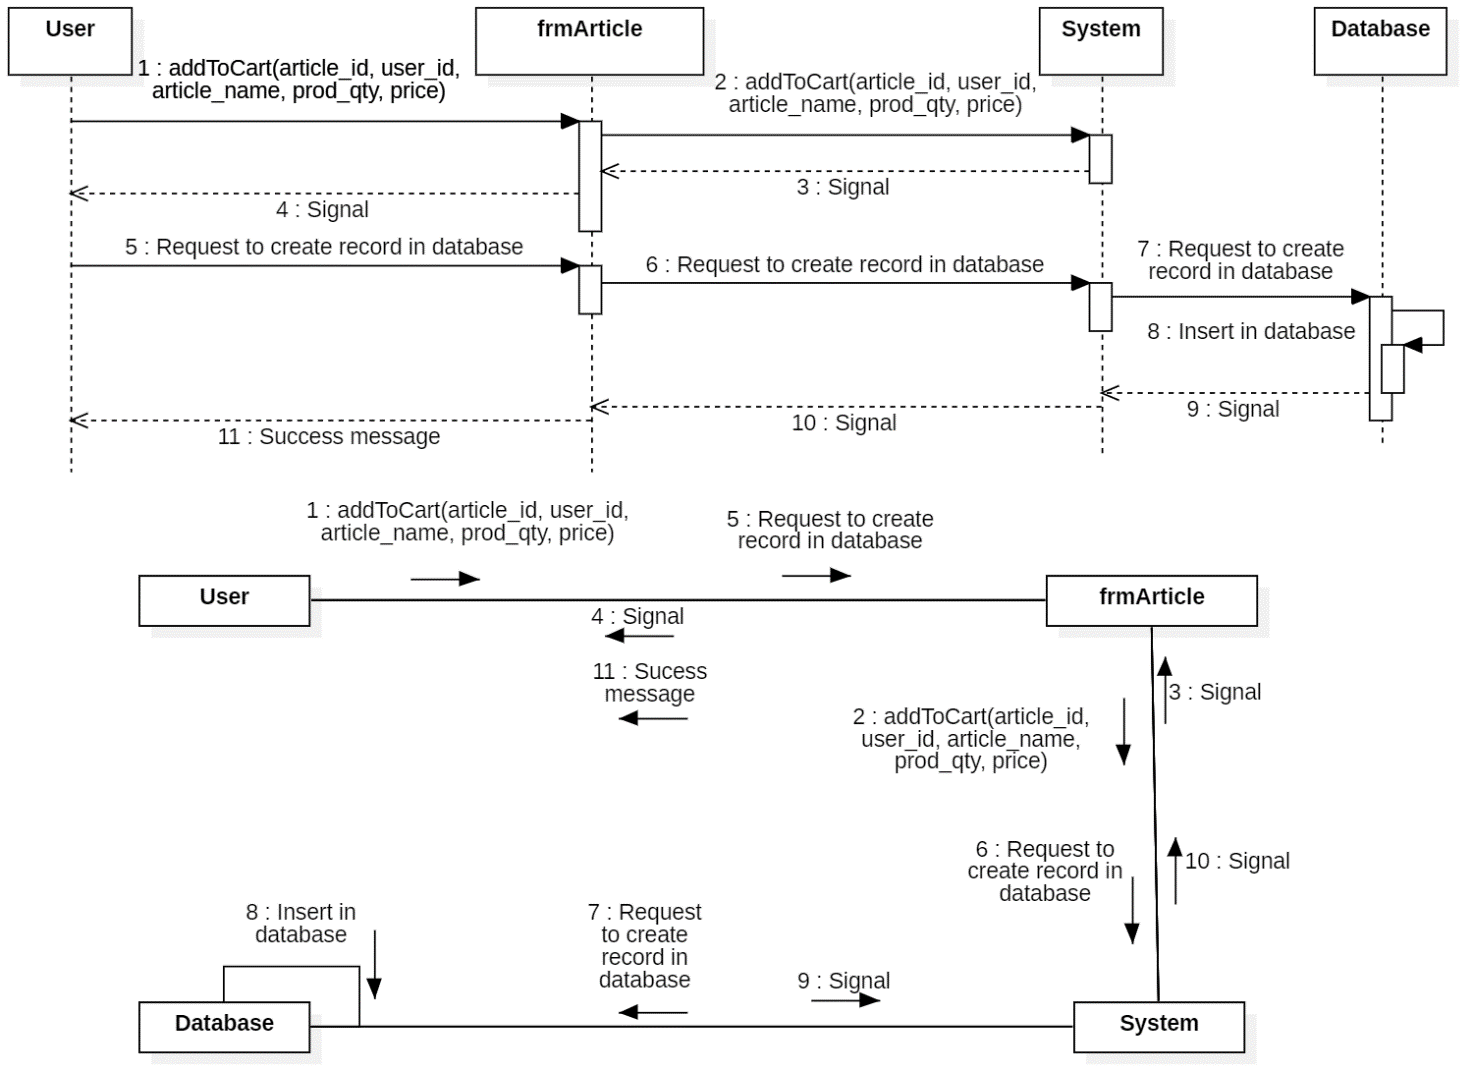 User
frmArticle
System
Database
1 : addToCart(article_id, user_id,
article_name, prod_qty, price)
2 : addToCart(article_id, user_id,
article_name, prod_qty, price)
3 : Signal
4 : Signal
5 : Request to create record in database
6 : Request to create record in database
7 : Request to create
record in database
8 : Insert in database
9 : Signal
10 : Signal
11 : Success message
1 : addToCart(article_id, user_id,
article_name, prod_qty, price)
5 : Request to create
record in database
User
frmArticle
4 : Signal
11 : Sucess
message
3 : Signal
2 : addToCart(article_id,
user_id, article_name,
prod_qty, price)
6 : Request to
create record in
database
10 : Signal
8 : Insert in
database
7 : Request
to create
record in
database
9 : Signal
Database
System